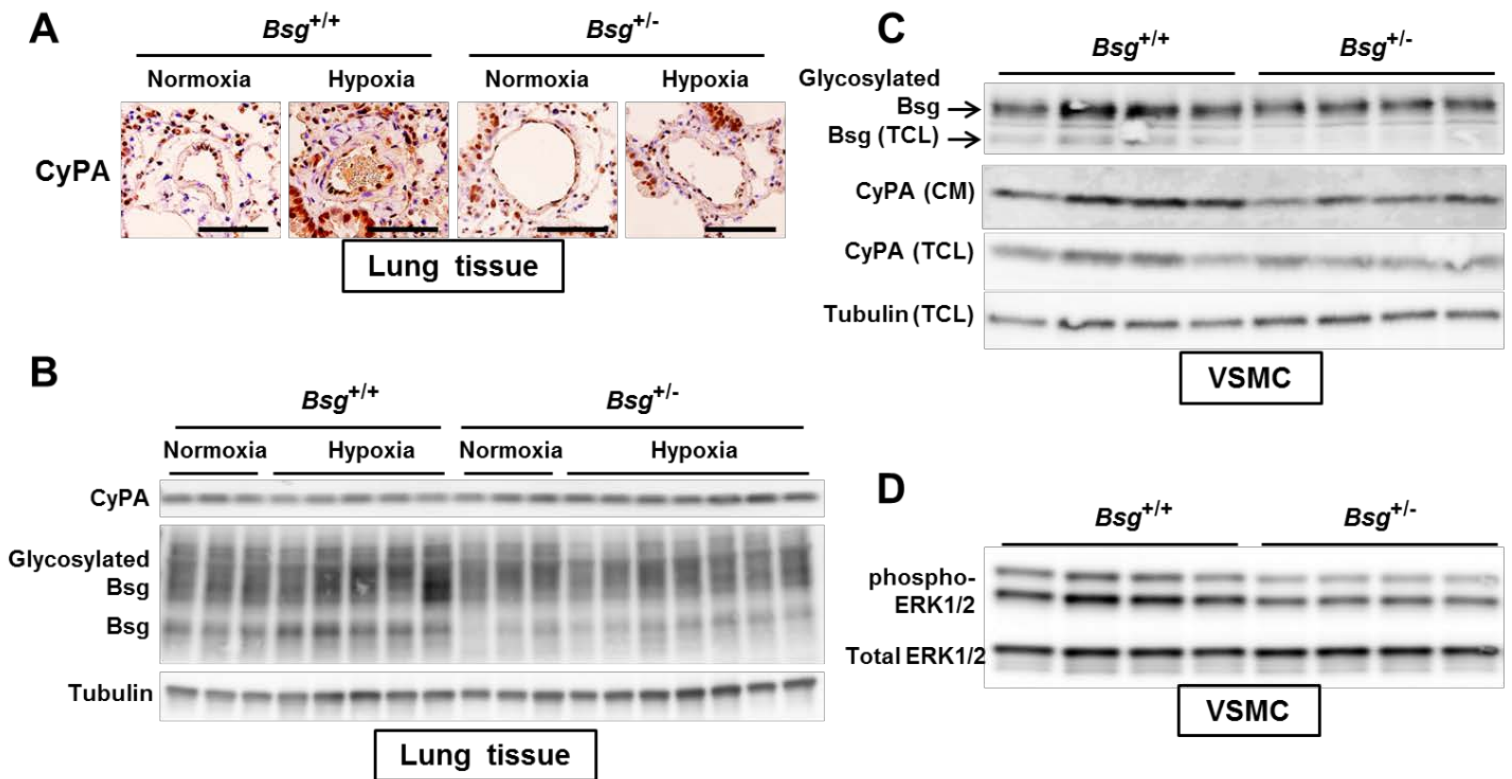 A
Bsg+/+ Bsg+/-
Normoxia Hypoxia Normoxia Hypoxia
CyPA
Lung tissue
B
Bsg+/+ Bsg+/-
Normoxia Hypoxia Normoxia Hypoxia
CyPA
Glycosylated
Bsg
Bsg
Tubulin
Lung tissue
C
Bsg+/+ Bsg+/-
Glycosylated
Bsg
Bsg (TCL)
CyPA (CM)
CyPA (TCL)
Tubulin (TCL)
VSMC
D
Bsg+/+ Bsg+/-
phospho-
ERK1/2
Total ERK1/2
VSMC